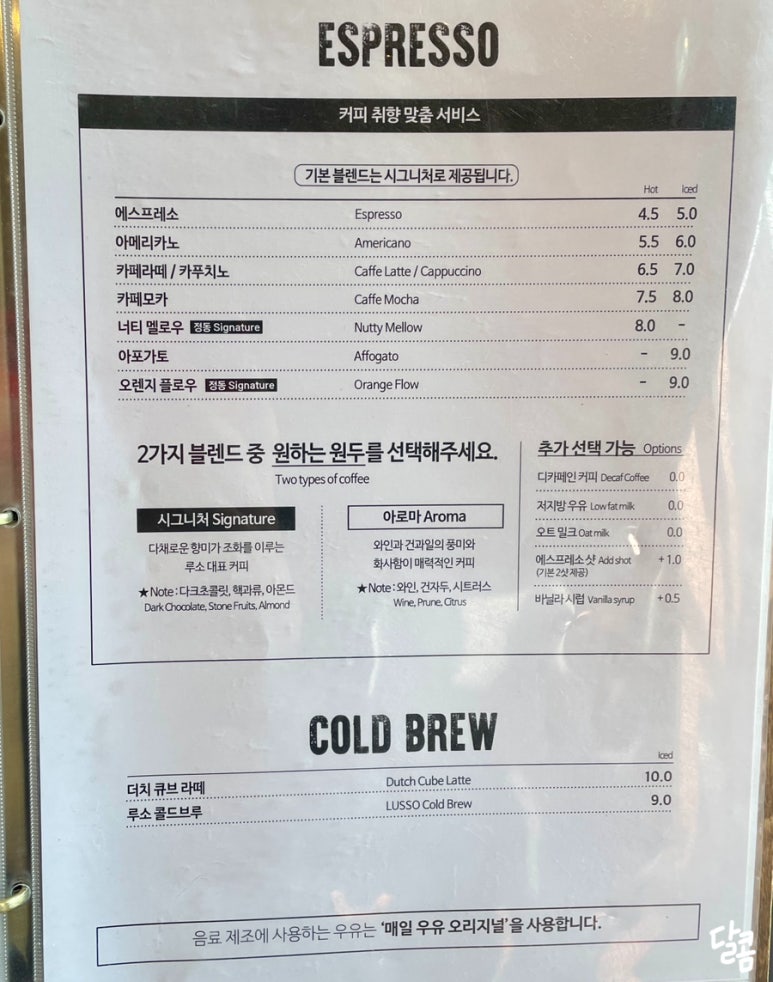 ESPRESSO
커피 취향 맞춤 서비스
기본 블렌드는 시그니처로 제공됩니다.
Hot Iced
에스프레소 Espresso 4.5 5.0
아메리카노 Americano 5.5 6.0
카페라떼 / 카푸치노 Caffe Latte / Cappuccino 6.5 7.0
카페모카 Caffe Mocha 7.5 8.0
너티 멜로우 정동 Signature Nutty Mellow 8.0 –
아포가토 Affogato – 9.0
오렌지 플로우 정동 Signature Orange Flow – 9.0
2가지 블렌드 중 원하는 원두를 선택해주세요.
Two types of coffee
시그니처 Signature
다채로운 향미가 조화를 이루는
루소 대표 커피
★Note : 다크초콜릿, 핵과류, 아몬드
Dark Chocolate, Stone Fruits, Almond
아로마 Aroma
와인과 건과일의 풍미와
화사함이 매력적인 커피
★Note : 와인, 건자두, 시트러스
Wine, Prune, Citrus
추가 선택 가능 Options
디카페인 커피 Decaf Coffee 0.0
저지방 우유 Low fat milk 0.0
오트 밀크 Oat milk 0.0
에스프레소 샷 Add shot +1.0
(기본 2샷 제공)
바닐라 시럽 Vanilla syrup +0.5
COLD BREW
Iced
더치 큐브 라떼 Dutch Cube Latte 10.0
루소 콜드브루 LUSSO Cold Brew 9.0
음료 제조에 사용하는 우유는 '매일 우유 오리지널'을 사용합니다.
달콤